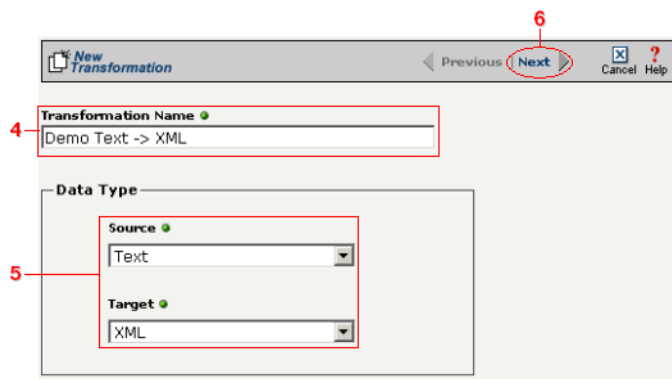 6
New
Transformation
Previous Next Cancel Help
4
Transformation Name
Demo Text -> XML
Data Type
Source
Text
5
Target
XML